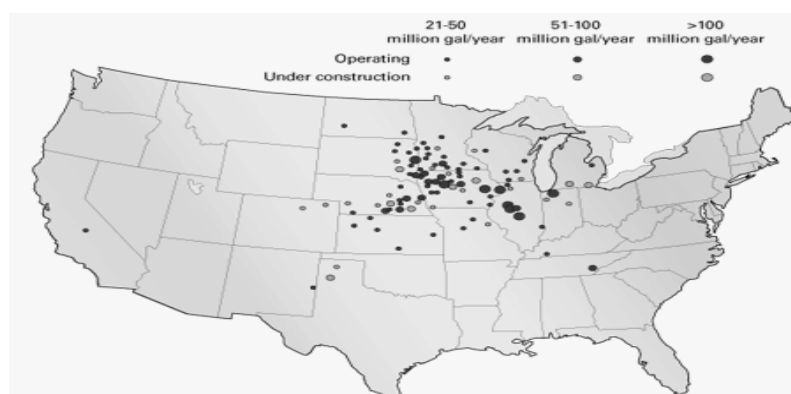 21-50 51-100 >100
million gal/year million gal/year million gal/year
Operating
Under construction